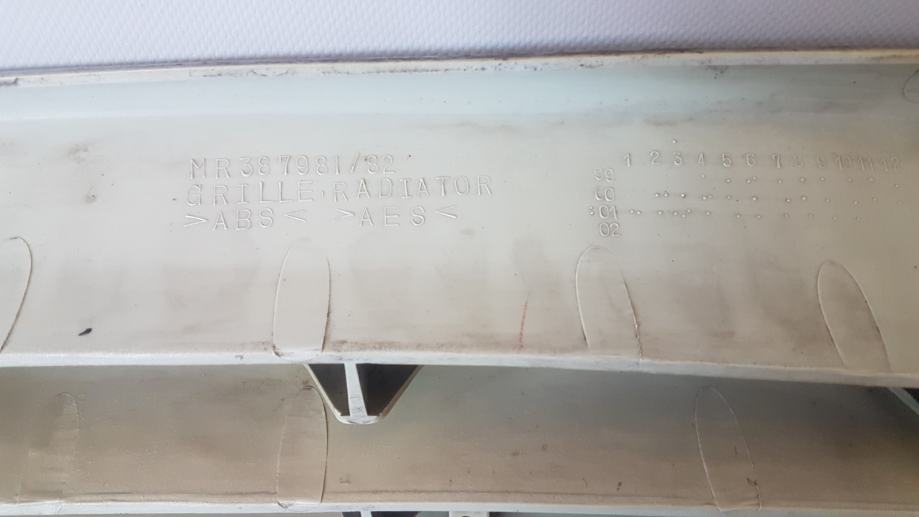 MR387981/82
GRILLE,RADIATOR
>ABS< >AES<
1 2 3 4 5 6 7 8 9 10 11 12
99
00
01
02